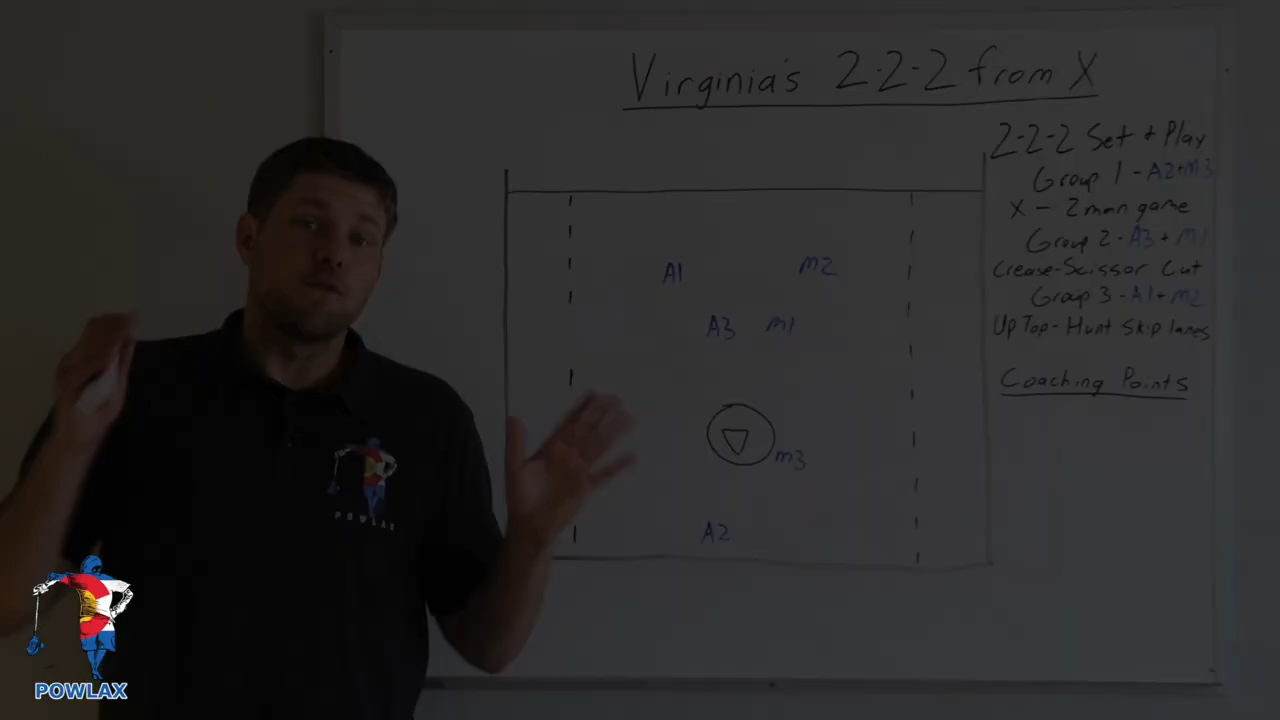 Virginia's 2-2-2 from X
2-2-2 Set + Play
Group 1 - A2+M3
X - 2 man game
Group 2 - A3 + M1
Crease-Scissor Cut
Group 3 - A1+M2
Up Top - Hunt Skip lanes
Coaching Points
A1 M2
A3 M1
M3
A2
POWLAX
POWLAX